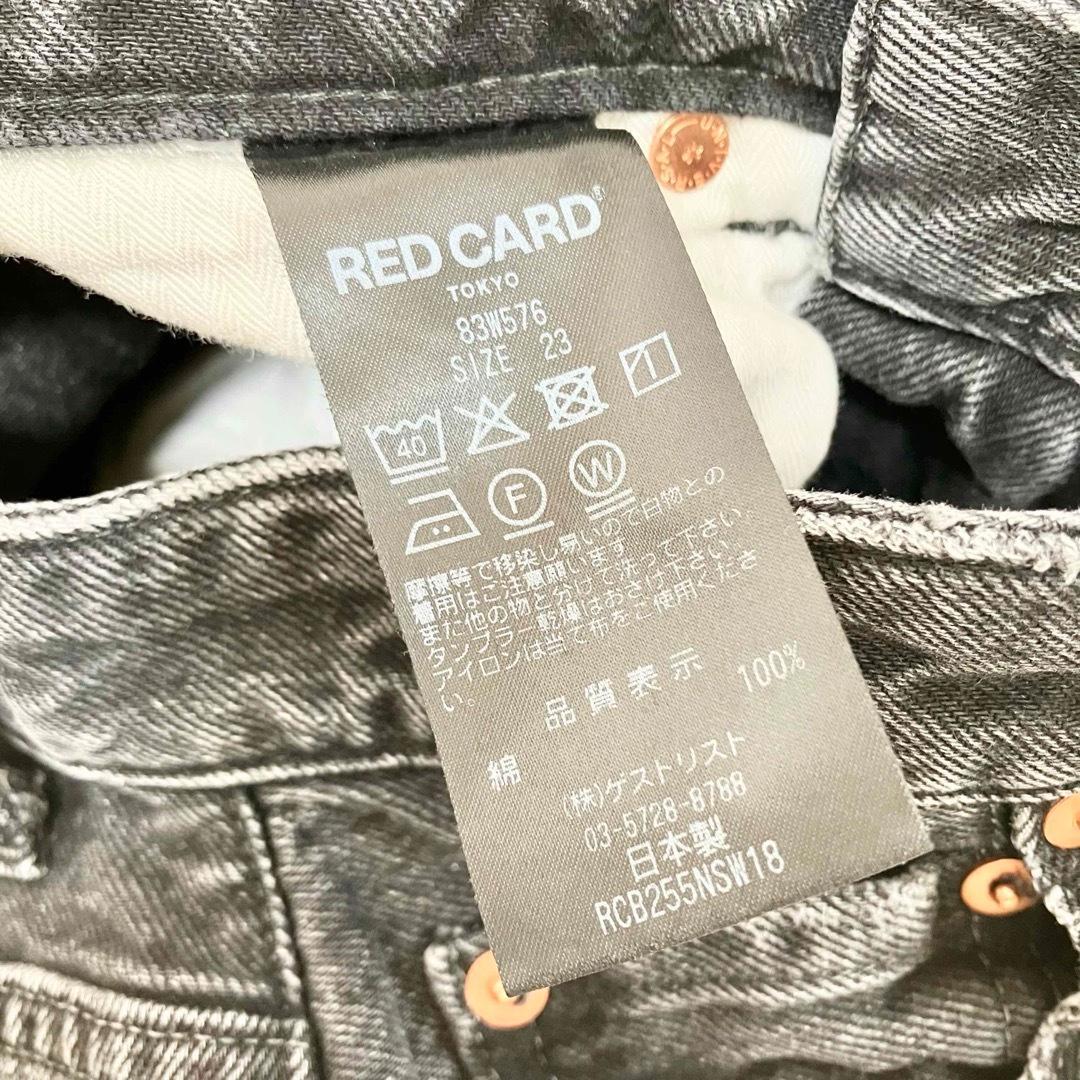 RED CARD®
TOKYO
83W576
SIZE 23
40
F W
摩擦等で移染し易いので白物との
着用はご注意願います。
また他の物と分けて洗って下さい。
タンブラー乾燥はおさけ下さい。
アイロンは当て布をご使用くださ
い。
品質表示
綿 100%
(株)ゲストリスト
03-5728-8788
日本製
RCB255NSW18